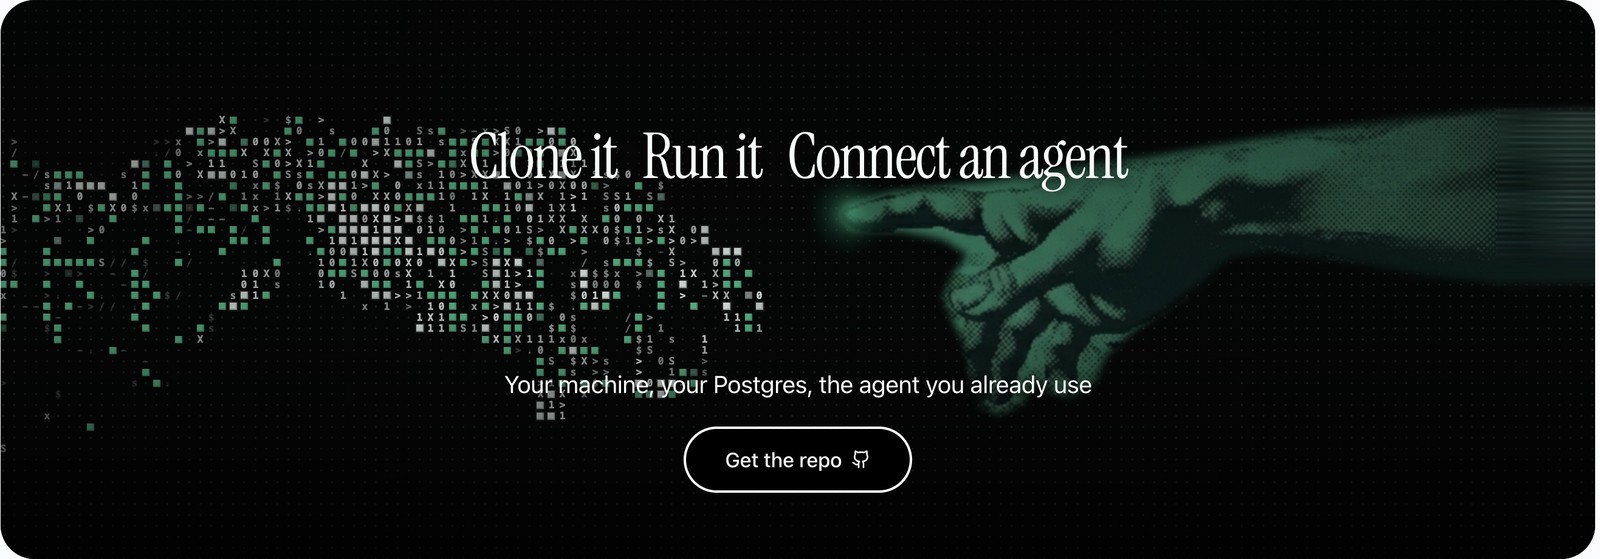 Clone it Run it Connect an agent
Your machine, your Postgres, the agent you already use
Get the repo